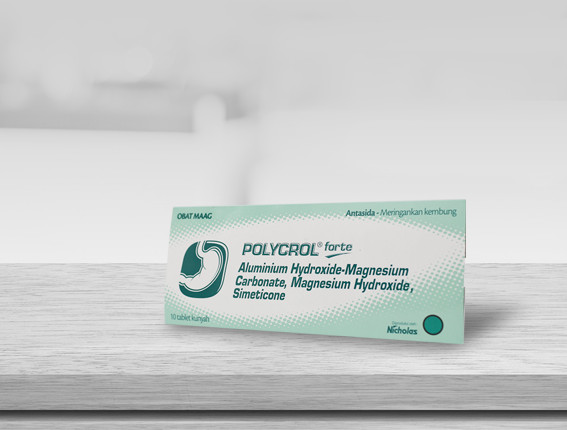 OBAT MAAG
Antasida - Meringankan kembung
POLYCROL® forte
Aluminium Hydroxide-Magnesium
Carbonate, Magnesium Hydroxide,
Simeticone
10 tablet kunyah
Nicholas